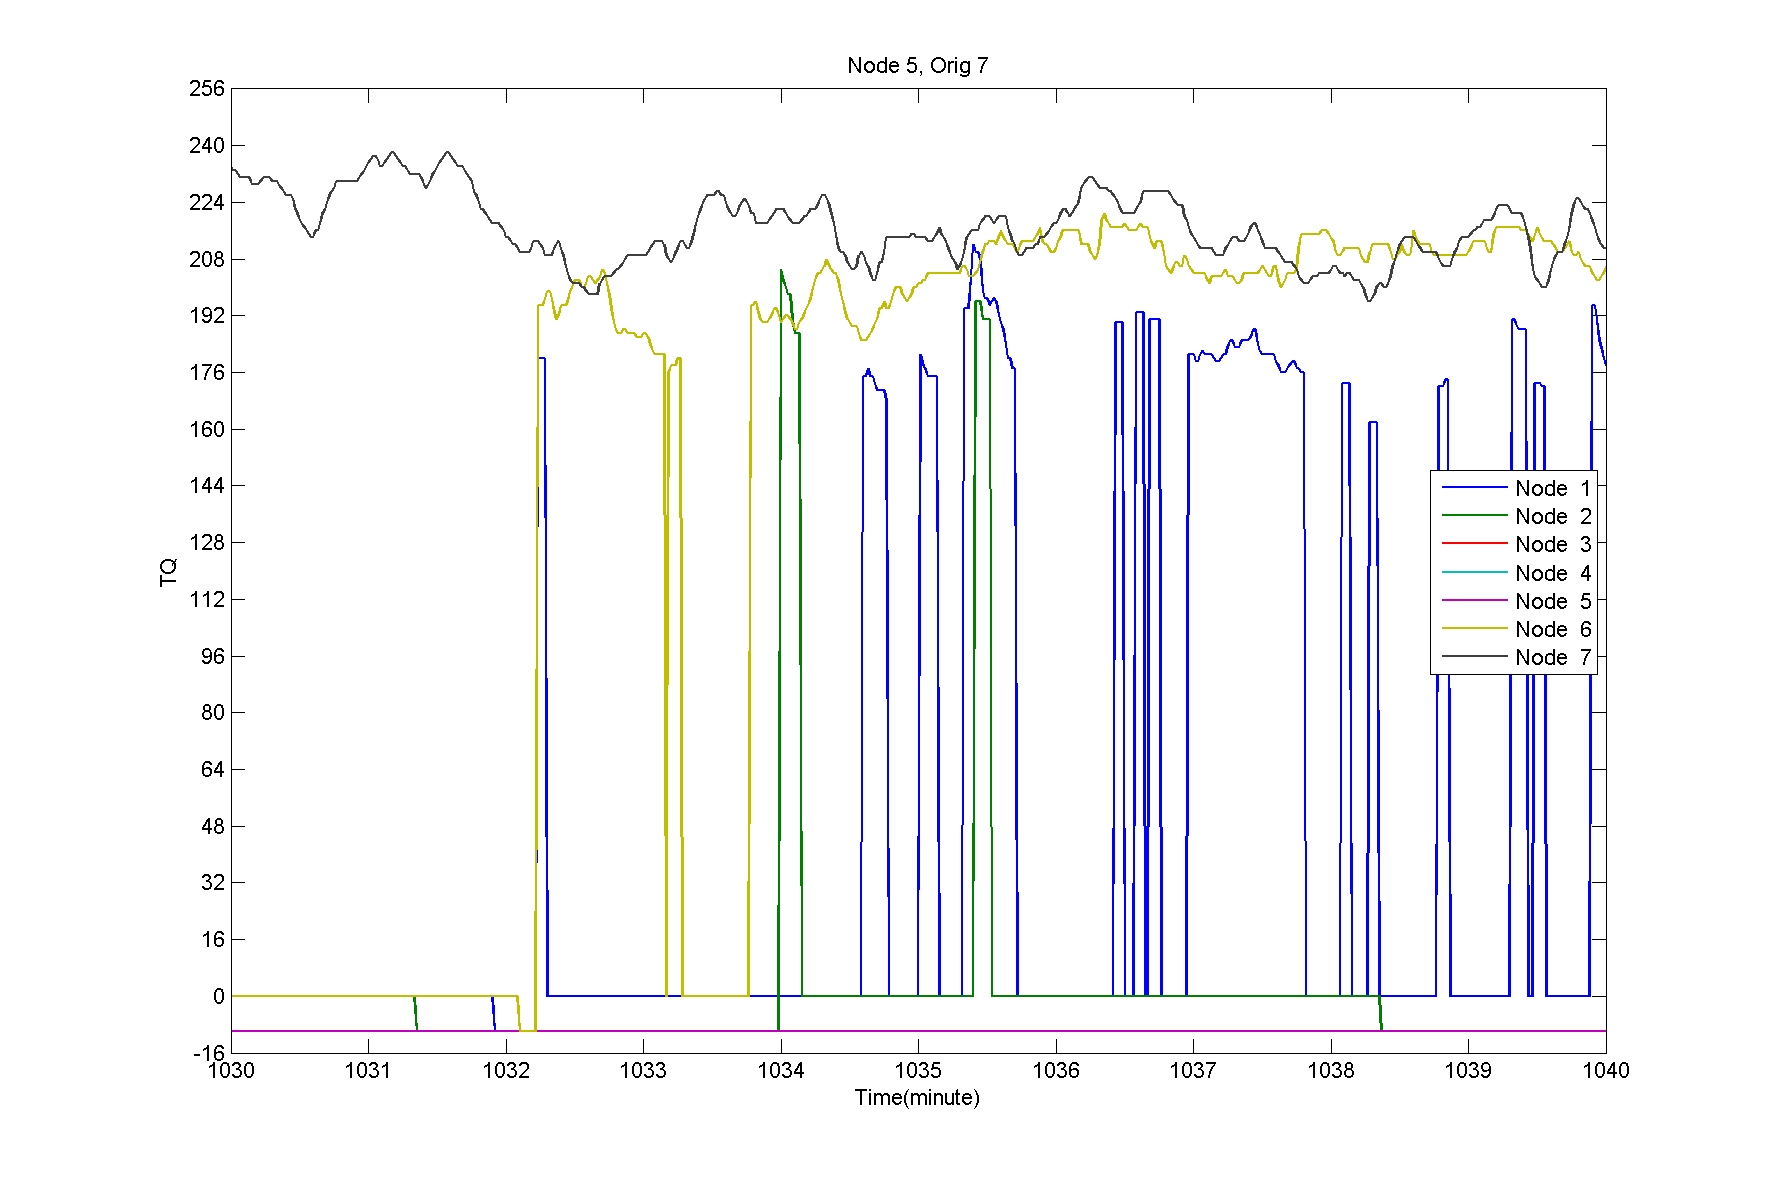 Node 5, Orig 7
256
240
224
208
192
176
160
144
128
112
96
80
64
48
32
16
0
-16
TQ
Node 1
Node 2
Node 3
Node 4
Node 5
Node 6
Node 7
1030 1031 1032 1033 1034 1035 1036 1037 1038 1039 1040
Time(minute)